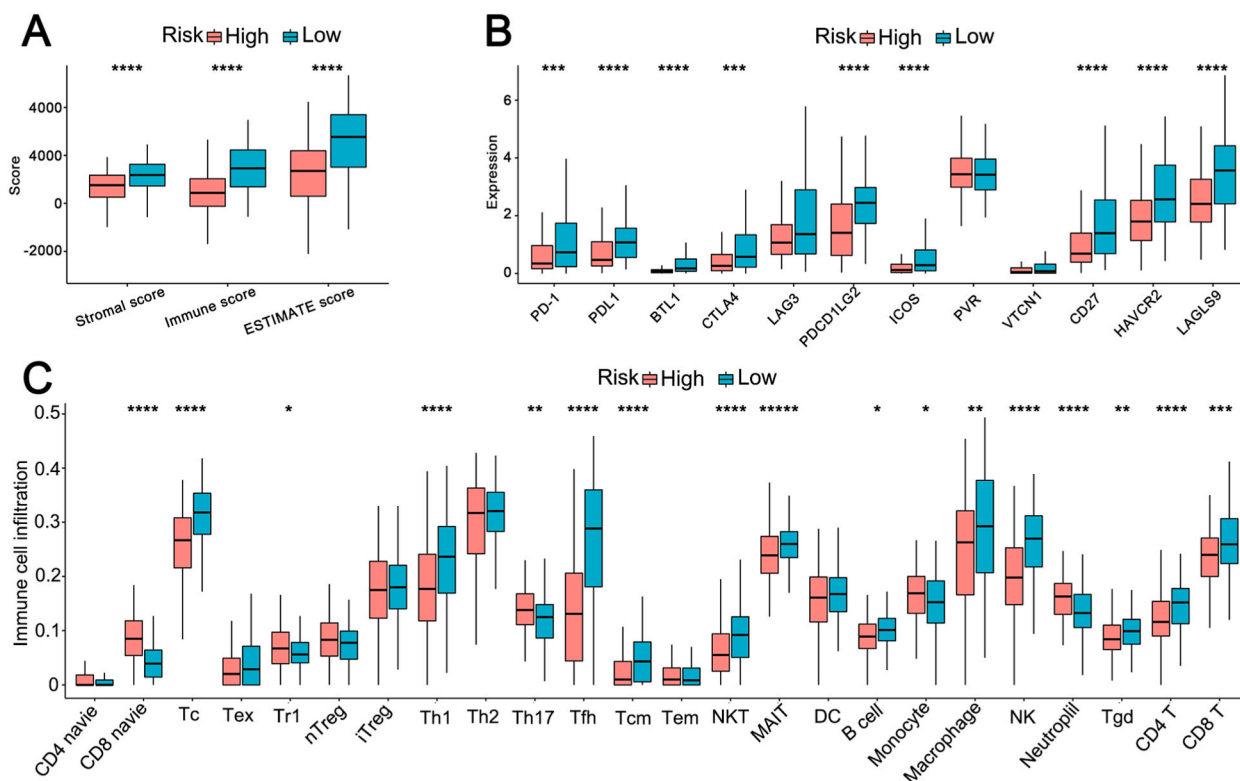 A
Risk High Low
**** **** ****
Score
4000
4000
0
-2000
Stromal score
Immune score
ESTIMATE score
B
Risk High Low
*** **** **** *** **** **** **** **** ****
Expression
6
4
2
0
PD-1
PDL1
BTL1
CTLA4
LAG3
PDCD1LG2
ICOS
PVR
VTCN1
CD27
HAVCR2
LAGLS9
C
Risk High Low
**** **** * **** ** **** **** **** ***** * * ** **** **** ** **** ***
Immune cell infiltration
0.5
0.4
0.3
0.2
0.1
0
CD4 navie
CD8 navie
Tc
Tex
Tr1
nTreg
iTreg
Th1
Th2
Th17
Tfh
Tcm
Tem
NKT
MAIT
DC
B cell
Monocyte
Macrophage
NK
Neutroplil
Tgd
CD4 T
CD8 T